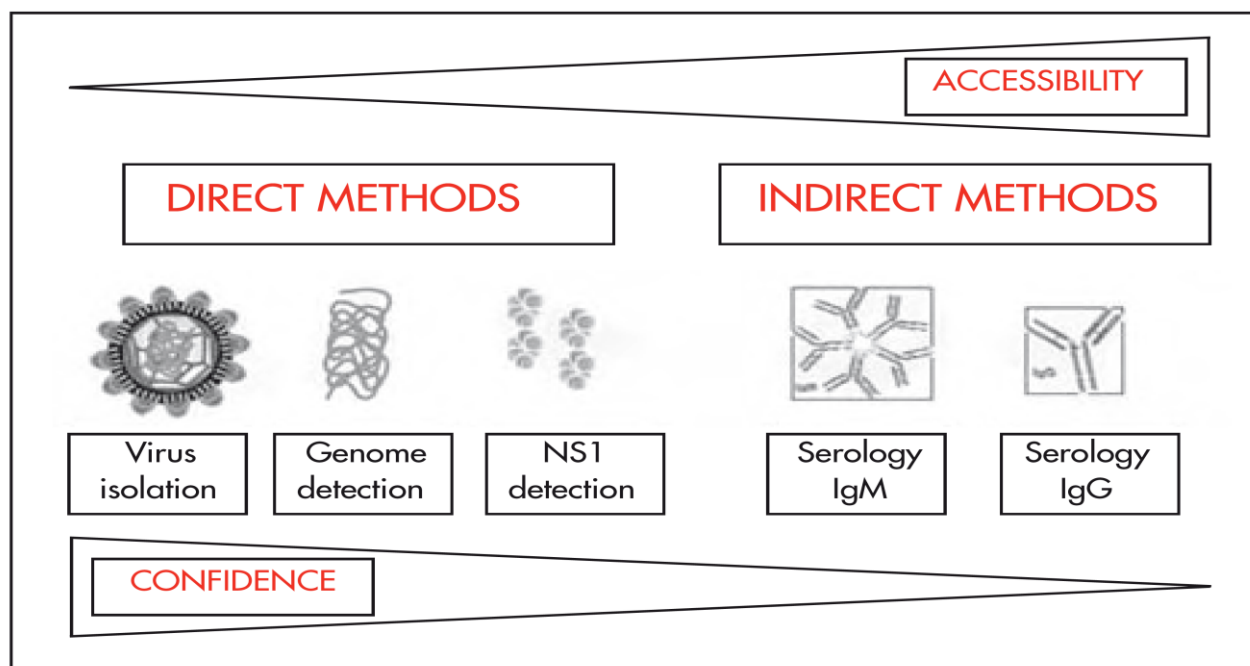 ACCESSIBILITY
DIRECT METHODS
INDIRECT METHODS
Virus
isolation
Genome
detection
NS1
detection
Serology
IgM
Serology
IgG
CONFIDENCE